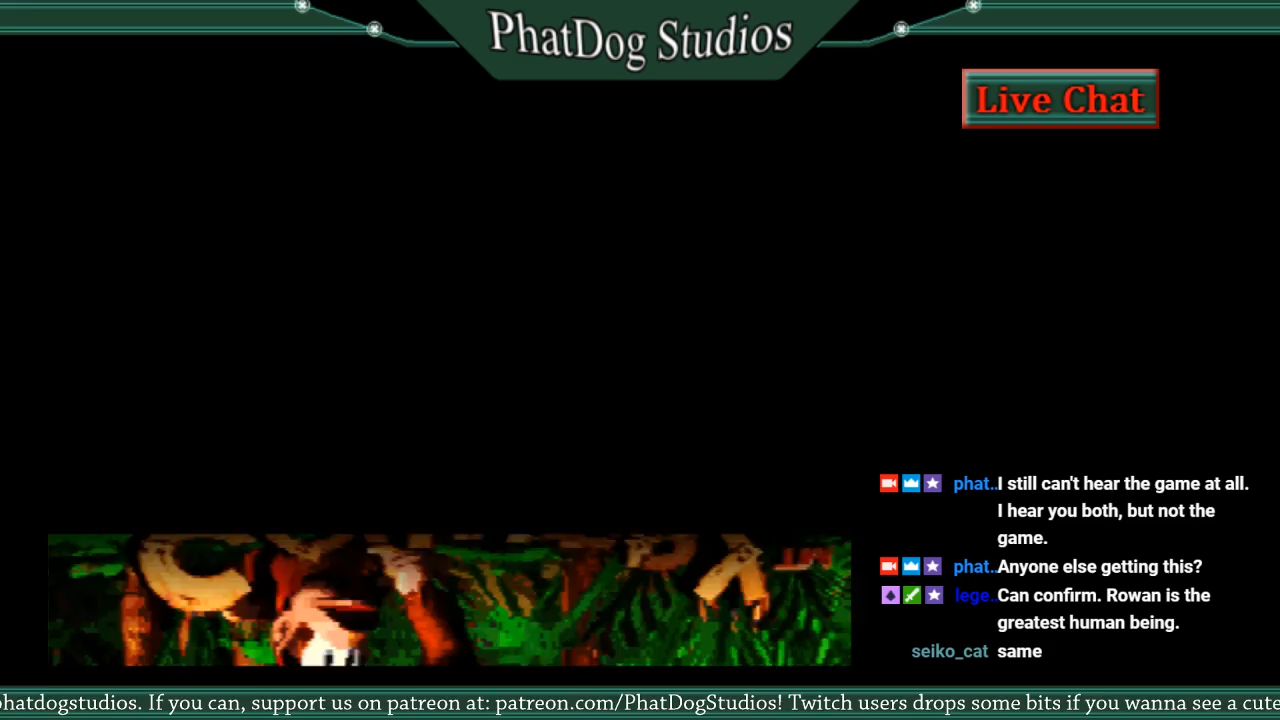 PhatDog Studios
Live Chat
phat.. I still can't hear the game at all.
I hear you both, but not the
game.
phat.. Anyone else getting this?
lege.. Can confirm. Rowan is the
greatest human being.
seiko_cat same
phatdogstudios. If you can, support us on patreon at: patreon.com/PhatDogStudios! Twitch users drops some bits if you wanna see a cute